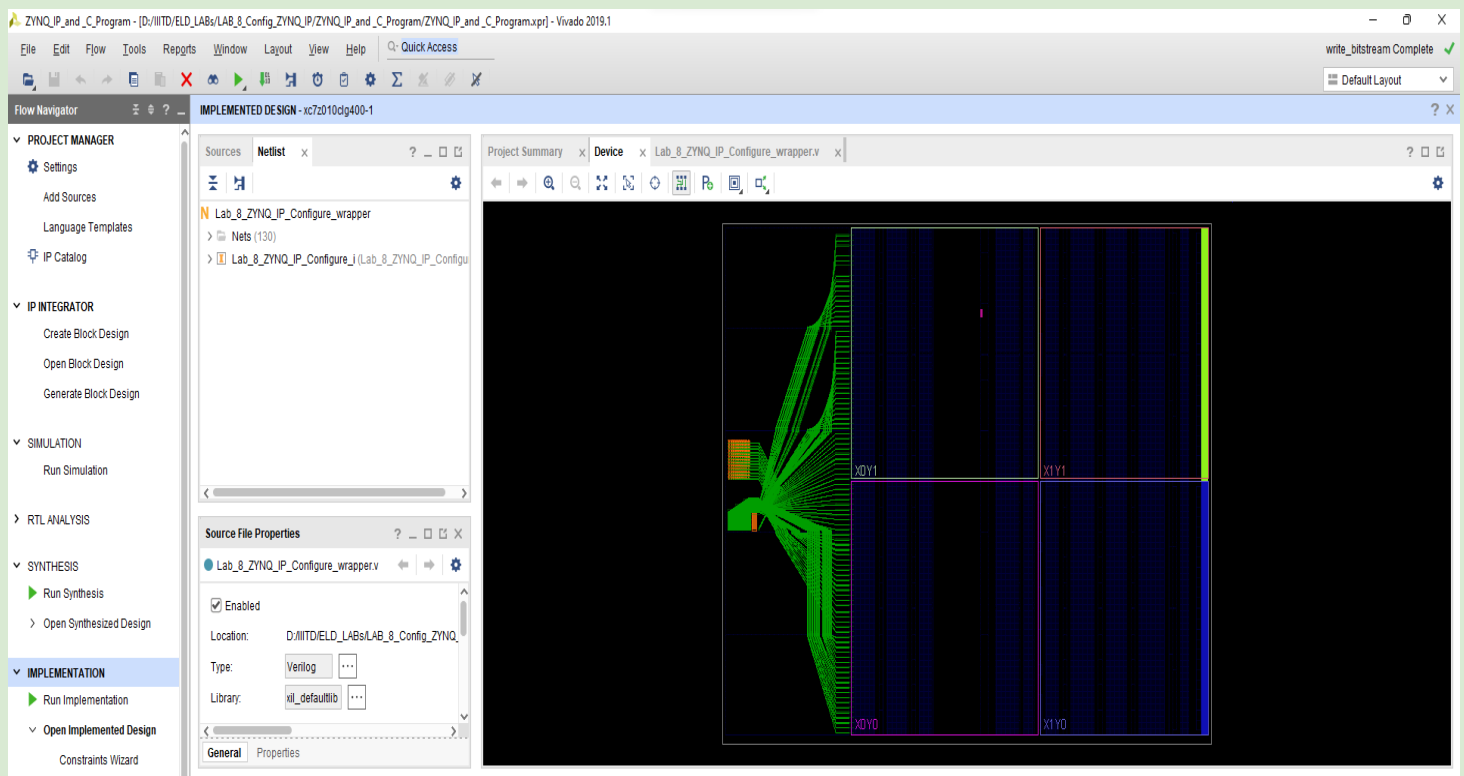 ZYNQ_IP_and _C_Program - [D:/IIITD/ELD_LABs/LAB_8_Config_ZYNQ_IP/ZYNQ_IP_and _C_Program/ZYNQ_IP_and _C_Program.xpr] - Vivado 2019.1
File Edit Flow Tools Reports Window Layout View Help Quick Access
write_bitstream Complete
Default Layout
Flow Navigator
IMPLEMENTED DESIGN - xc7z010clg400-1
PROJECT MANAGER
Settings
Add Sources
Language Templates
IP Catalog
IP INTEGRATOR
Create Block Design
Open Block Design
Generate Block Design
SIMULATION
Run Simulation
RTL ANALYSIS
SYNTHESIS
Run Synthesis
Open Synthesized Design
IMPLEMENTATION
Run Implementation
Open Implemented Design
Constraints Wizard
Sources Netlist
Lab_8_ZYNQ_IP_Configure_wrapper
Nets (130)
Lab_8_ZYNQ_IP_Configure_i (Lab_8_ZYNQ_IP_Configu
Source File Properties
Lab_8_ZYNQ_IP_Configure_wrapper.v
Enabled
Location: D:/IIITD/ELD_LABs/LAB_8_Config_ZYNQ_
Type: Verilog
Library: xil_defaultlib
General Properties
Project Summary Device Lab_8_ZYNQ_IP_Configure_wrapper.v
X0Y1 X1Y1
X0Y0 X1Y0